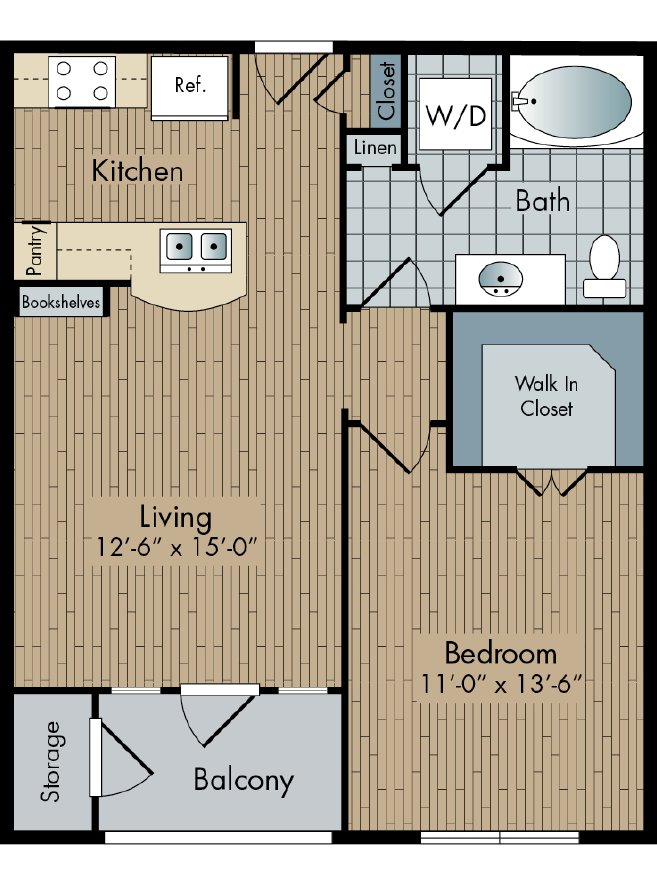 Ref.
Closet
W/D
Linen
Kitchen
Bath
Pantry
Bookshelves
Walk In
Closet
Living
12'-6" x 15'-0"
Bedroom
11'-0" x 13'-6"
Storage
Balcony